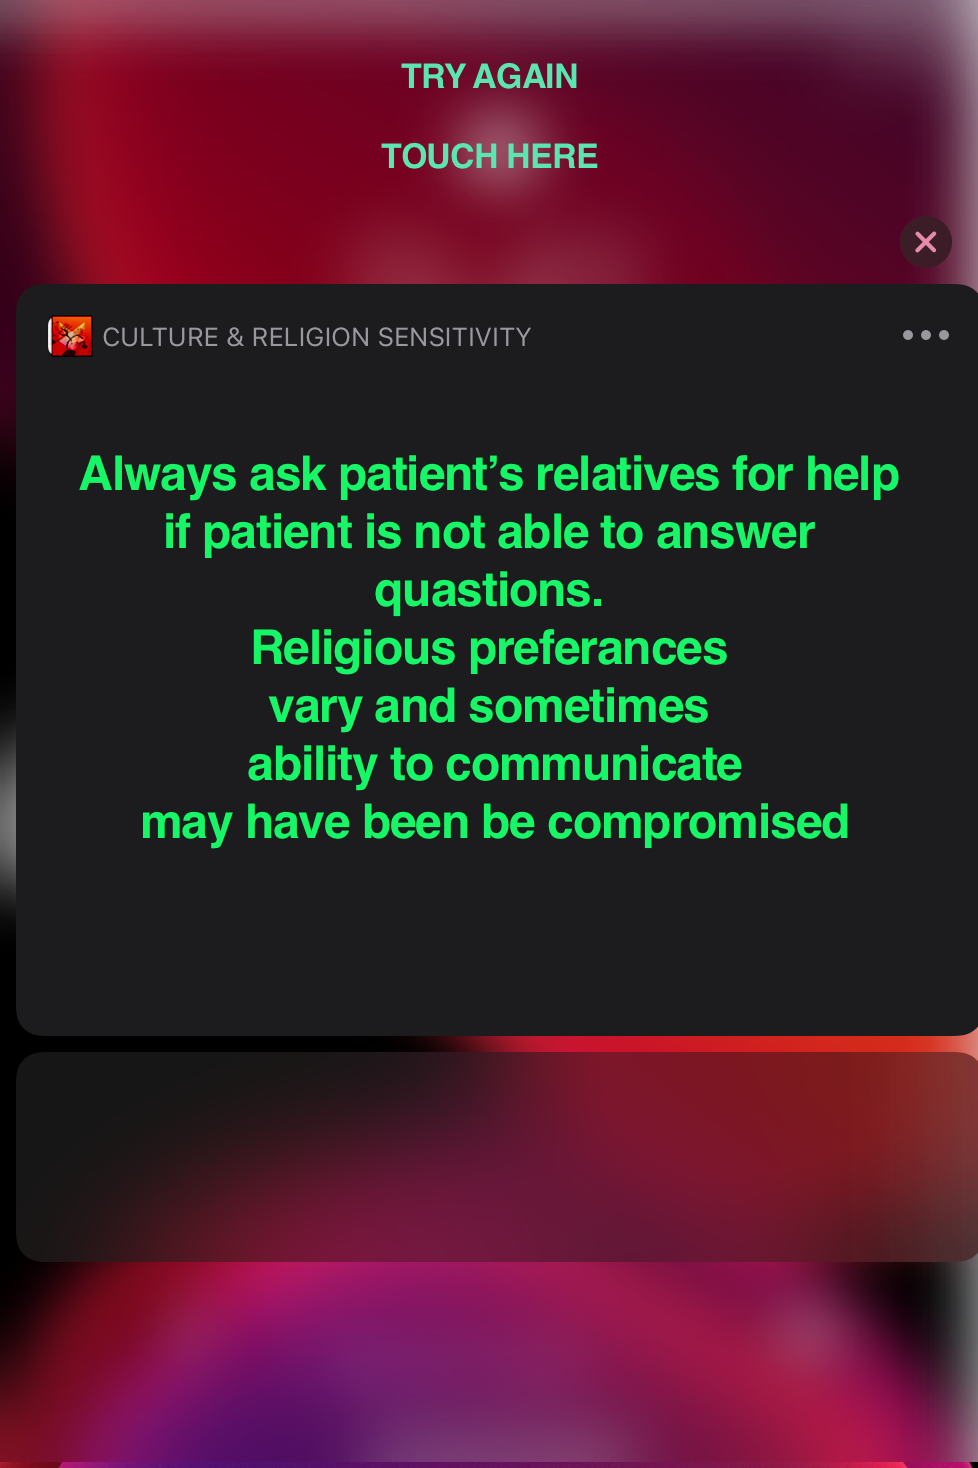 TRY AGAIN
TOUCH HERE
CULTURE & RELIGION SENSITIVITY
Always ask patient’s relatives for help
if patient is not able to answer
quastions.
Religious preferances
vary and sometimes
ability to communicate
may have been be compromised